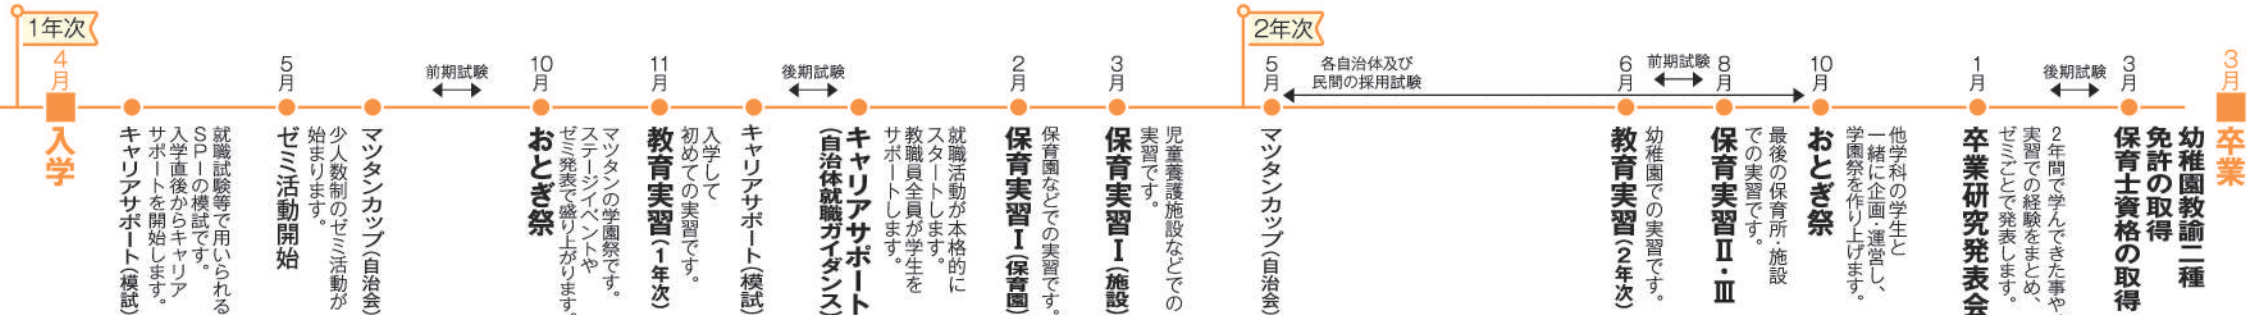 1年次
4月
入学
キャリアサポート(模試)
就職試験等で用いられる
SPIの模試です。
入学直後からキャリア
サポートを開始します。
5月
ゼミ活動開始
少人数制のゼミ活動が
始まります。
マツタンカップ(自治会)
前期試験
10月
おとぎ祭
マツタンの学園祭です。
ステージイベントや
ゼミ発表で盛り上がります。
11月
教育実習(1年次)
入学して
初めての実習です。
キャリアサポート(模試)
後期試験
キャリアサポート
(自治体就職ガイダンス)
就職活動が本格的に
スタートします。
教職員全員が学生を
サポートします。
2月
保育実習Ⅰ(保育園)
保育園などでの実習です。
3月
保育実習Ⅰ(施設)
児童養護施設などでの
実習です。
2年次
5月
マツタンカップ(自治会)
各自治体及び
民間の採用試験
6月
教育実習(2年次)
幼稚園での実習です。
前期試験
8月
保育実習Ⅱ・Ⅲ
最後の保育所・施設
での実習です。
10月
おとぎ祭
他学科の学生と
一緒に企画・運営し、
学園祭を作り上げます。
1月
卒業研究発表会
2年間で学んできた事や
実習での経験をまとめ、
ゼミごとで発表します。
後期試験
3月
幼稚園教諭二種
免許の取得
保育士資格の取得
3月
卒業